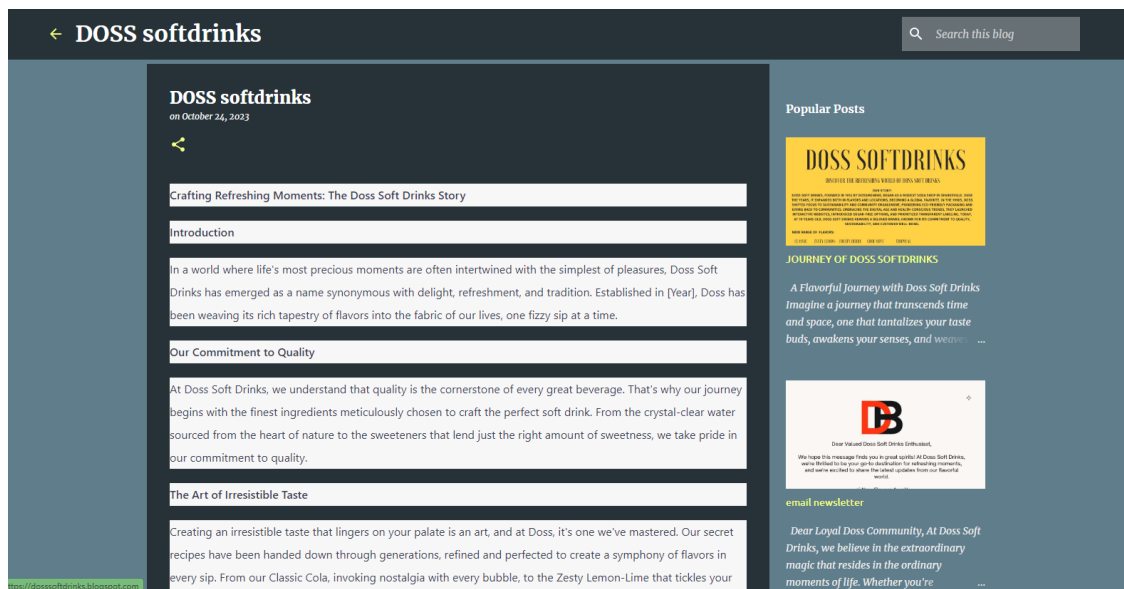 DOSS softdrinks
Search this blog
DOSS softdrinks
on October 24, 2023
Crafting Refreshing Moments: The Doss Soft Drinks Story
Introduction
In a world where life's most precious moments are often intertwined with the simplest of pleasures, Doss Soft
Drinks has emerged as a name synonymous with delight, refreshment, and tradition. Established in [Year], Doss has
been weaving its rich tapestry of flavors into the fabric of our lives, one fizzy sip at a time.
Our Commitment to Quality
At Doss Soft Drinks, we understand that quality is the cornerstone of every great beverage. That's why our journey
begins with the finest ingredients meticulously chosen to craft the perfect soft drink. From the crystal-clear water
sourced from the heart of nature to the sweeteners that lend just the right amount of sweetness, we take pride in
our commitment to quality.
The Art of Irresistible Taste
Creating an irresistible taste that lingers on your palate is an art, and at Doss, it's one we've mastered. Our secret
recipes have been handed down through generations, refined and perfected to create a symphony of flavors in
every sip. From our Classic Cola, invoking nostalgia with every bubble, to the Zesty Lemon-Lime that tickles your
Popular Posts
DOSS SOFTDRINKS
DISCOVER THE REFRESHING WORLD OF DOSS SOFT DRINKS
OUR STORY
JOURNEY OF DOSS SOFTDRINKS
A Flavorful Journey with Doss Soft Drinks
Imagine a journey that transcends time
and space, one that tantalizes your taste
buds, awakens your senses, and weaves ...
DB
Dear Valued Doss Soft Drinks Enthusiast,
We hope this message finds you in great spirits! At Doss Soft Drinks,
we're thrilled to be your go-to destination for refreshing moments,
and we're excited to share the latest updates from our flavorful
world.
email newsletter
Dear Loyal Doss Community, At Doss Soft
Drinks, we believe in the extraordinary
magic that resides in the ordinary
moments of life. Whether you're ...
ttps://dosssoftdrinks.blogspot.com